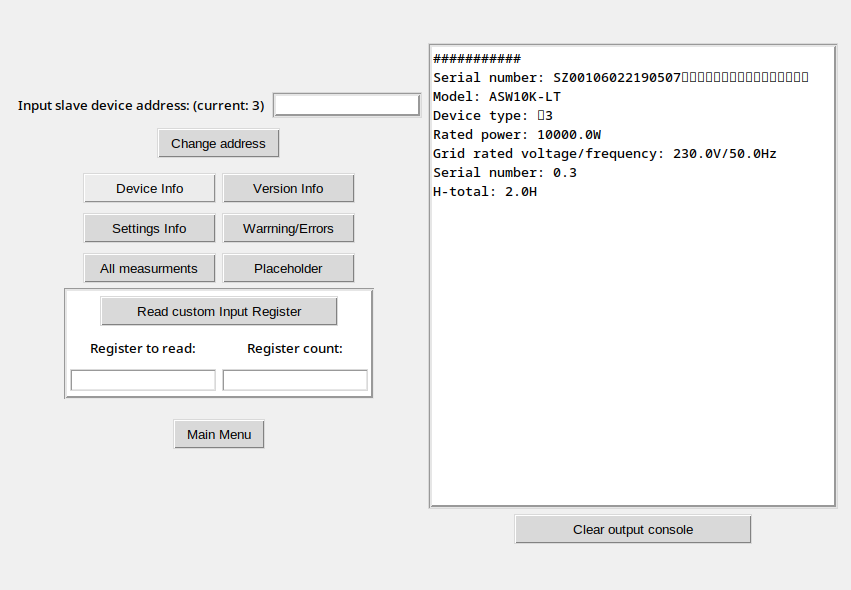 Input slave device address: (current: 3)
Change address
Device Info
Version Info
Settings Info
Warrning/Errors
All measurments
Placeholder
Read custom Input Register
Register to read:
Register count:
Main Menu
###########
Serial number: SZ00106022190507▯▯▯▯▯▯▯▯▯▯▯▯▯▯▯▯
Model: ASW10K-LT
Device type: ▯3
Rated power: 10000.0W
Grid rated voltage/frequency: 230.0V/50.0Hz
Serial number: 0.3
H-total: 2.0H
Clear output console